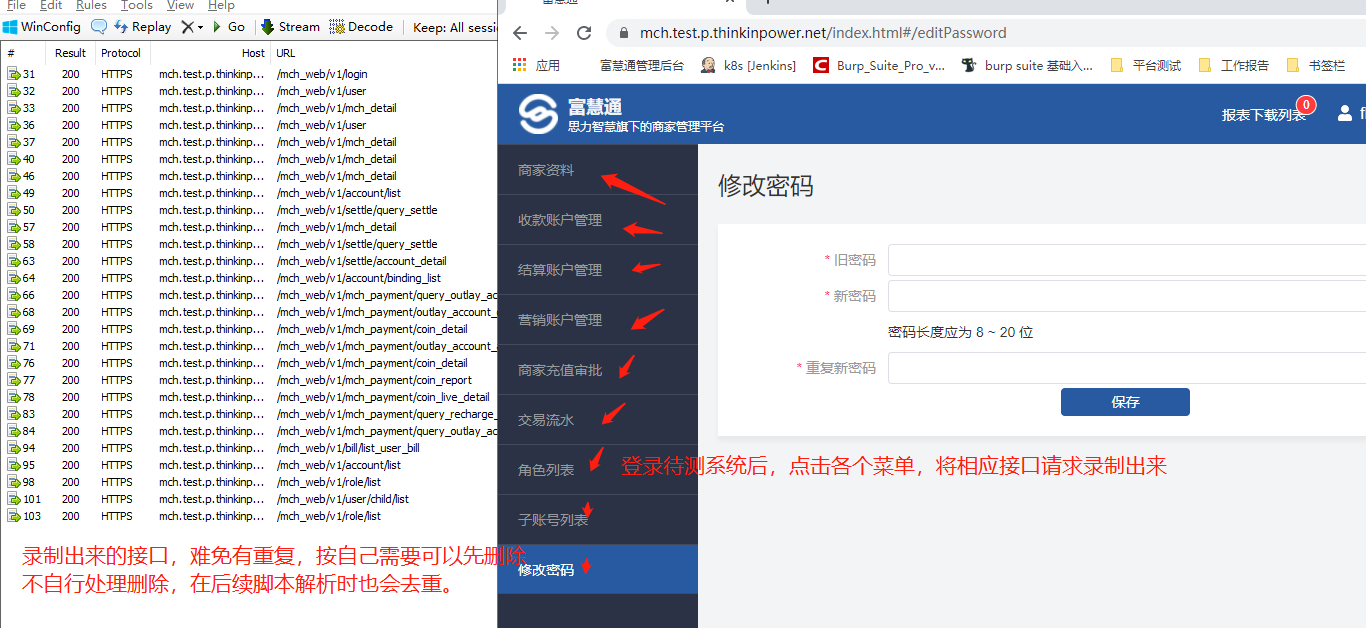 File Edit Rules Tools View Help
WinConfig Replay Go Stream Decode Keep: All sessi
# Result Protocol Host URL
31 200 HTTPS mch.test.p.thinkinp... /mch_web/v1/login
32 200 HTTPS mch.test.p.thinkinp... /mch_web/v1/user
33 200 HTTPS mch.test.p.thinkinp... /mch_web/v1/mch_detail
36 200 HTTPS mch.test.p.thinkinp... /mch_web/v1/user
37 200 HTTPS mch.test.p.thinkinp... /mch_web/v1/mch_detail
40 200 HTTPS mch.test.p.thinkinp... /mch_web/v1/mch_detail
46 200 HTTPS mch.test.p.thinkinp... /mch_web/v1/mch_detail
49 200 HTTPS mch.test.p.thinkinp... /mch_web/v1/account/list
50 200 HTTPS mch.test.p.thinkinp... /mch_web/v1/settle/query_settle
57 200 HTTPS mch.test.p.thinkinp... /mch_web/v1/mch_detail
58 200 HTTPS mch.test.p.thinkinp... /mch_web/v1/settle/query_settle
63 200 HTTPS mch.test.p.thinkinp... /mch_web/v1/settle/account_detail
64 200 HTTPS mch.test.p.thinkinp... /mch_web/v1/account/binding_list
66 200 HTTPS mch.test.p.thinkinp... /mch_web/v1/mch_payment/query_outlay_ac
68 200 HTTPS mch.test.p.thinkinp... /mch_web/v1/mch_payment/outlay_account_
69 200 HTTPS mch.test.p.thinkinp... /mch_web/v1/mch_payment/coin_detail
71 200 HTTPS mch.test.p.thinkinp... /mch_web/v1/mch_payment/outlay_account_
76 200 HTTPS mch.test.p.thinkinp... /mch_web/v1/mch_payment/coin_detail
77 200 HTTPS mch.test.p.thinkinp... /mch_web/v1/mch_payment/coin_report
78 200 HTTPS mch.test.p.thinkinp... /mch_web/v1/mch_payment/coin_live_detail
83 200 HTTPS mch.test.p.thinkinp... /mch_web/v1/mch_payment/query_recharge_
84 200 HTTPS mch.test.p.thinkinp... /mch_web/v1/mch_payment/query_outlay_ac
94 200 HTTPS mch.test.p.thinkinp... /mch_web/v1/bill/list_user_bill
95 200 HTTPS mch.test.p.thinkinp... /mch_web/v1/account/list
98 200 HTTPS mch.test.p.thinkinp... /mch_web/v1/role/list
101 200 HTTPS mch.test.p.thinkinp... /mch_web/v1/user/child/list
103 200 HTTPS mch.test.p.thinkinp... /mch_web/v1/role/list
录制出来的接口，难免有重复，按自己需要可以先删除
不自行处理删除，在后续脚本解析时也会去重。
mch.test.p.thinkinpower.net/index.html#/editPassword
应用 富慧通管理后台 k8s [Jenkins] Burp_Suite_Pro_v... burp suite 基础入... 平台测试 工作报告 书签栏
富慧通
思力智慧旗下的商家管理平台
报表下载列表 0
商家资料
收款账户管理
结算账户管理
营销账户管理
商家充值审批
交易流水
角色列表
子账号列表
修改密码
修改密码
* 旧密码
* 新密码
密码长度应为 8 ~ 20 位
* 重复新密码
保存
登录待测系统后，点击各个菜单，将相应接口请求录制出来